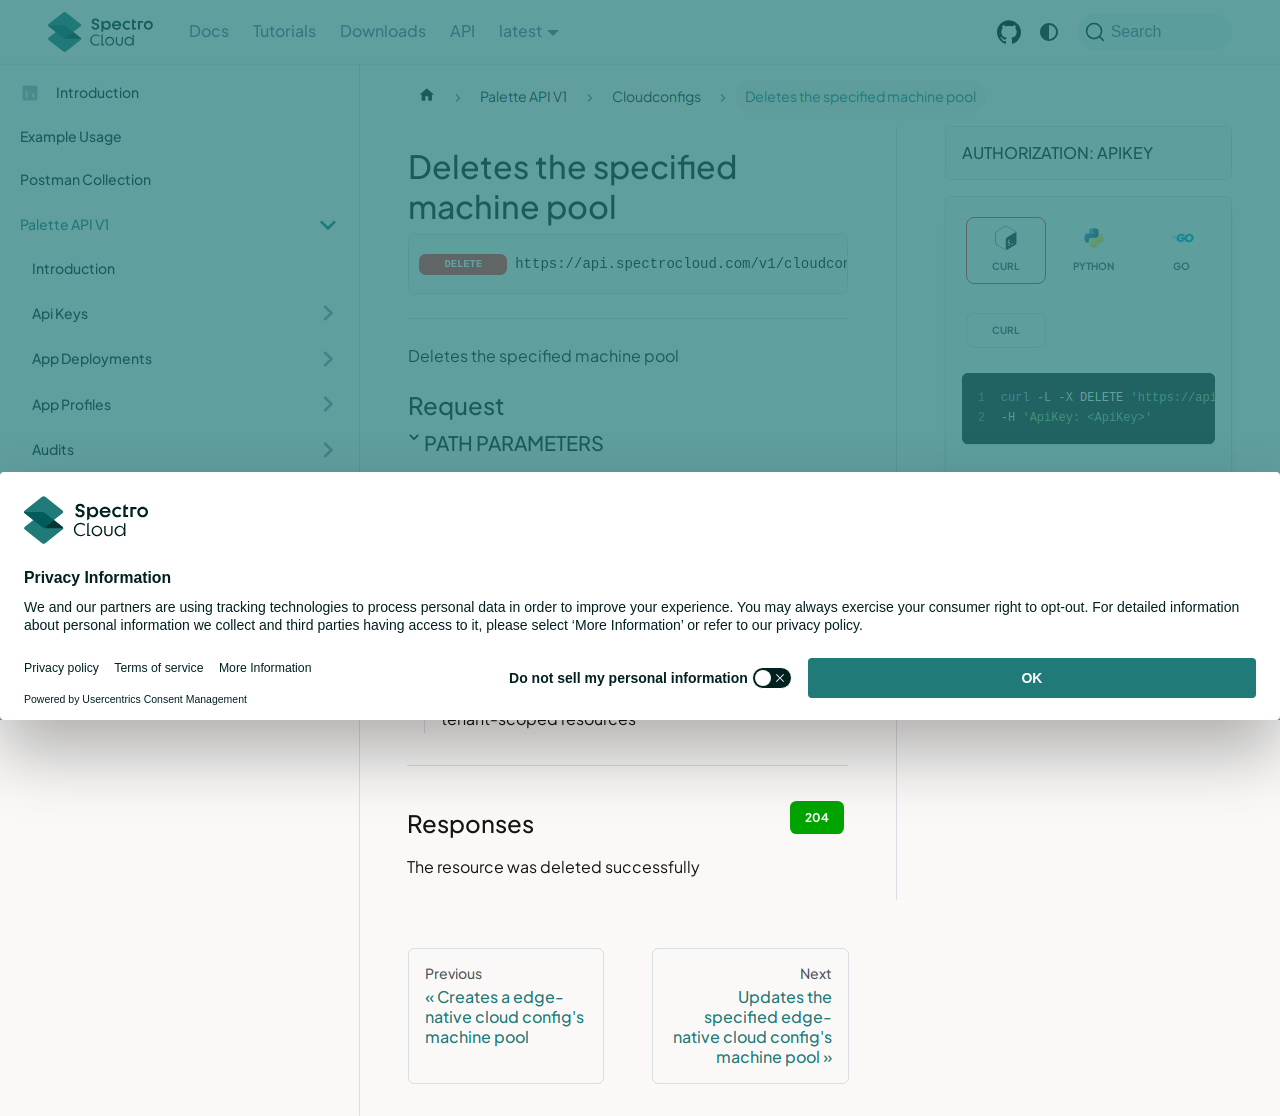 Spectro Cloud
Docs
Tutorials
Downloads
API
latest
Search
Introduction
Example Usage
Postman Collection
Palette API V1
Introduction
Api Keys
App Deployments
App Profiles
Audits
Palette API V1
Cloudconfigs
Deletes the specified machine pool
Deletes the specified
machine pool
DELETE https://api.spectrocloud.com/v1/cloudcon
Deletes the specified machine pool
Request
PATH PARAMETERS
AUTHORIZATION: APIKEY
CURL
PYTHON
GO
CURL
1 curl -L -X DELETE 'https://api
2 -H 'ApiKey: <ApiKey>'
Spectro
Cloud
Privacy Information
We and our partners are using tracking technologies to process personal data in order to improve your experience. You may always exercise your consumer right to opt-out. For detailed information
about personal information we collect and third parties having access to it, please select ‘More Information’ or refer to our privacy policy.
Privacy policy
Terms of service
More Information
Powered by Usercentrics Consent Management
Do not sell my personal information
OK
tenant-scoped resources
Responses
204
The resource was deleted successfully
Previous
« Creates a edge-
native cloud config's
machine pool
Next
Updates the
specified edge-
native cloud config's
machine pool »